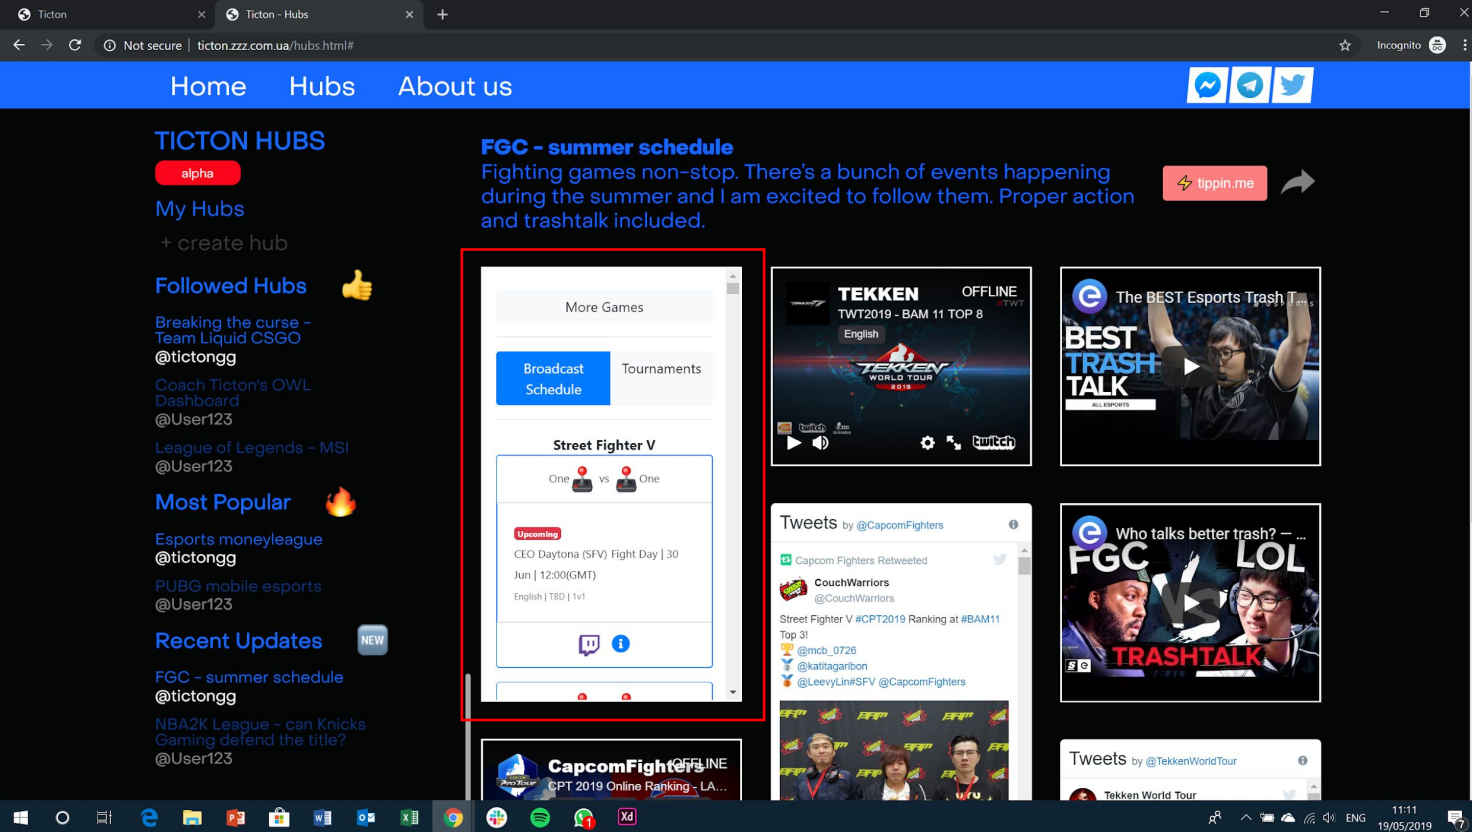 Ticton
Ticton - Hubs
Not secure | ticton.zzz.com.ua/hubs.html#
Incognito
Home Hubs About us
TICTON HUBS
alpha
My Hubs
+ create hub
Followed Hubs
Breaking the curse -
Team Liquid CSGO
@tictongg
Coach Ticton's OWL
Dashboard
@User123
League of Legends - MSI
@User123
Most Popular
Esports moneyleague
@tictongg
PUBG mobile esports
@User123
Recent Updates
NEW
FGC - summer schedule
@tictongg
NBA2K League - can Knicks
Gaming defend the title?
@User123
FGC - summer schedule
Fighting games non-stop. There's a bunch of events happening
during the summer and I am excited to follow them. Proper action
and trashtalk included.
tippin.me
More Games
Broadcast
Schedule
Tournaments
Street Fighter V
One vs One
Upcoming
CEO Daytona (SFV) Fight Day | 30
Jun | 12:00(GMT)
English | TBD | 1v1
CapcomFighters
OFFLINE
CPT 2019 Online Ranking - LA...
TEKKEN
OFFLINE
#TWT
TWT2019 - BAM 11 TOP 8
English
TEKKEN
WORLD TOUR
2019
twitch
Tweets by @CapcomFighters
Capcom Fighters Retweeted
CouchWarriors
@CouchWarriors
Street Fighter V #CPT2019 Ranking at #BAM11
Top 3!
@mcb_0726
@katitagaribon
@LeevyLin#SFV @CapcomFighters
The BEST Esports Trash T...
BEST
TRASH
TALK
ALL ESPORTS
Who talks better trash? — ...
FGC VS LOL
TRASHTALK
Tweets by @TekkenWorldTour
Tekken World Tour
ENG
11:11
19/05/2019